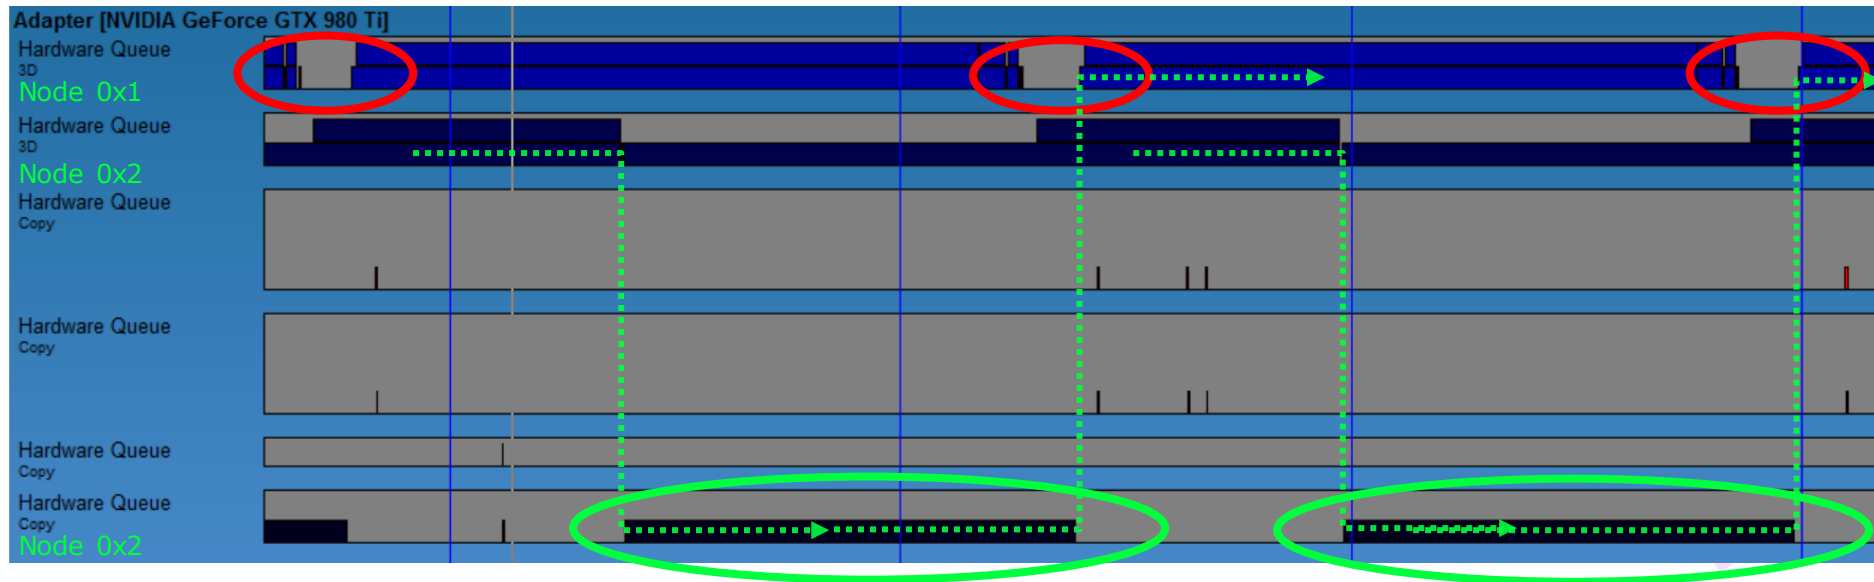 Adapter [NVIDIA GeForce GTX 980 Ti]
Hardware Queue
3D
Node 0x1
Hardware Queue
3D
Node 0x2
Hardware Queue
Copy
Hardware Queue
Copy
Hardware Queue
Copy
Hardware Queue
Copy
Node 0x2